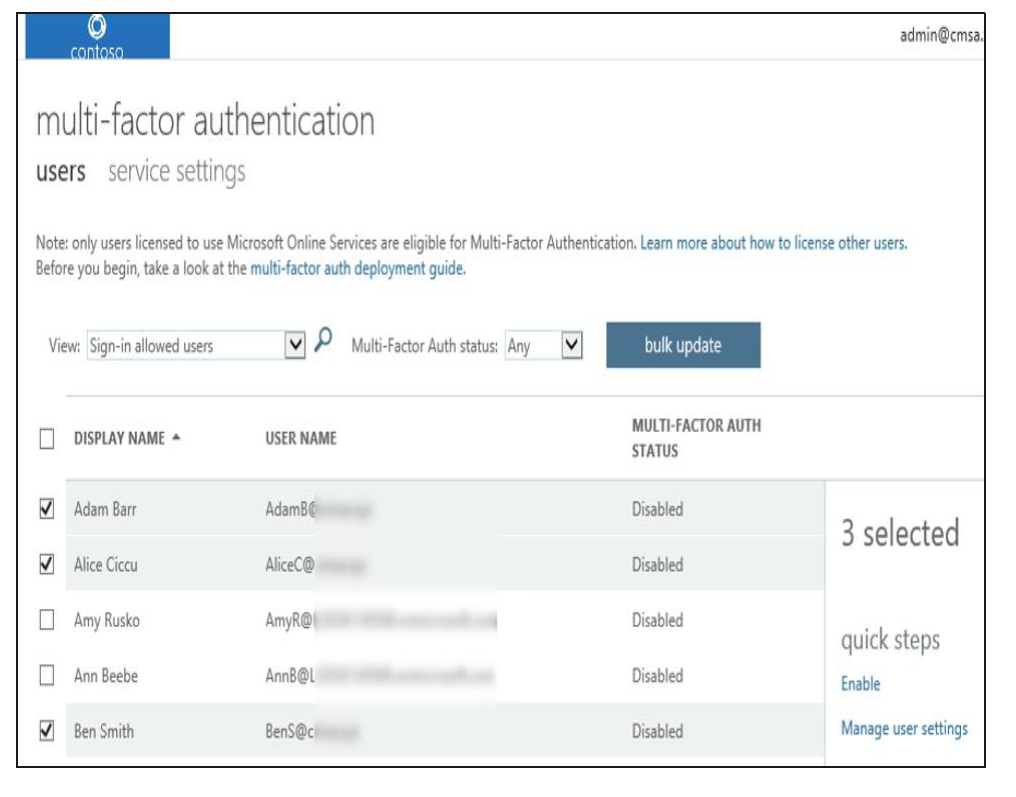 contoso
admin@cmsa.
multi-factor authentication
users service settings
Note: only users licensed to use Microsoft Online Services are eligible for Multi-Factor Authentication. Learn more about how to license other users.
Before you begin, take a look at the multi-factor auth deployment guide.
View: Sign-in allowed users Multi-Factor Auth status: Any bulk update
DISPLAY NAME USER NAME MULTI-FACTOR AUTH
STATUS
Adam Barr AdamB@ Disabled
3 selected
Alice Ciccu AliceC@ Disabled
Amy Rusko AmyR@ Disabled
quick steps
Ann Beebe AnnB@L Disabled
Enable
Ben Smith BenS@c Disabled
Manage user settings